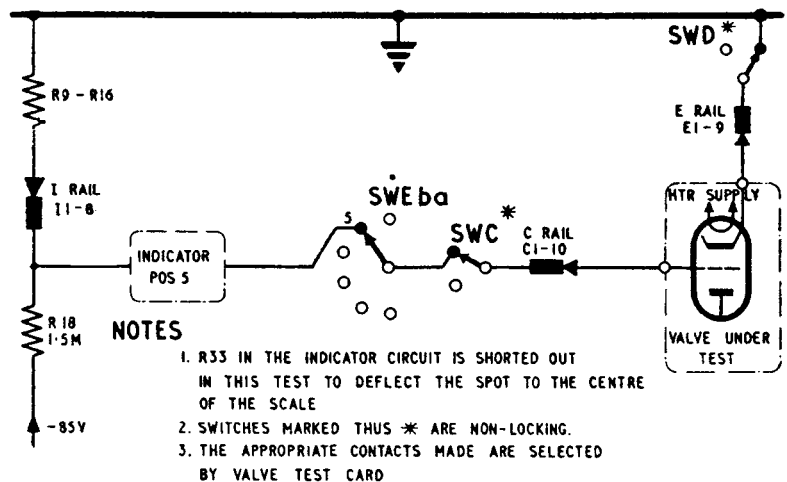 SWD *
R9 - R16
E RAIL
E1-9
I RAIL
I1-8
SWEba
HTR SUPPLY
5
SWC *
C RAIL
C1-10
INDICATOR
POS 5
R18
1·5M
NOTES
VALVE UNDER
TEST
1. R33 IN THE INDICATOR CIRCUIT IS SHORTED OUT
IN THIS TEST TO DEFLECT THE SPOT TO THE CENTRE
OF THE SCALE
-85V
2. SWITCHES MARKED THUS * ARE NON-LOCKING.
3. THE APPROPRIATE CONTACTS MADE ARE SELECTED
BY VALVE TEST CARD